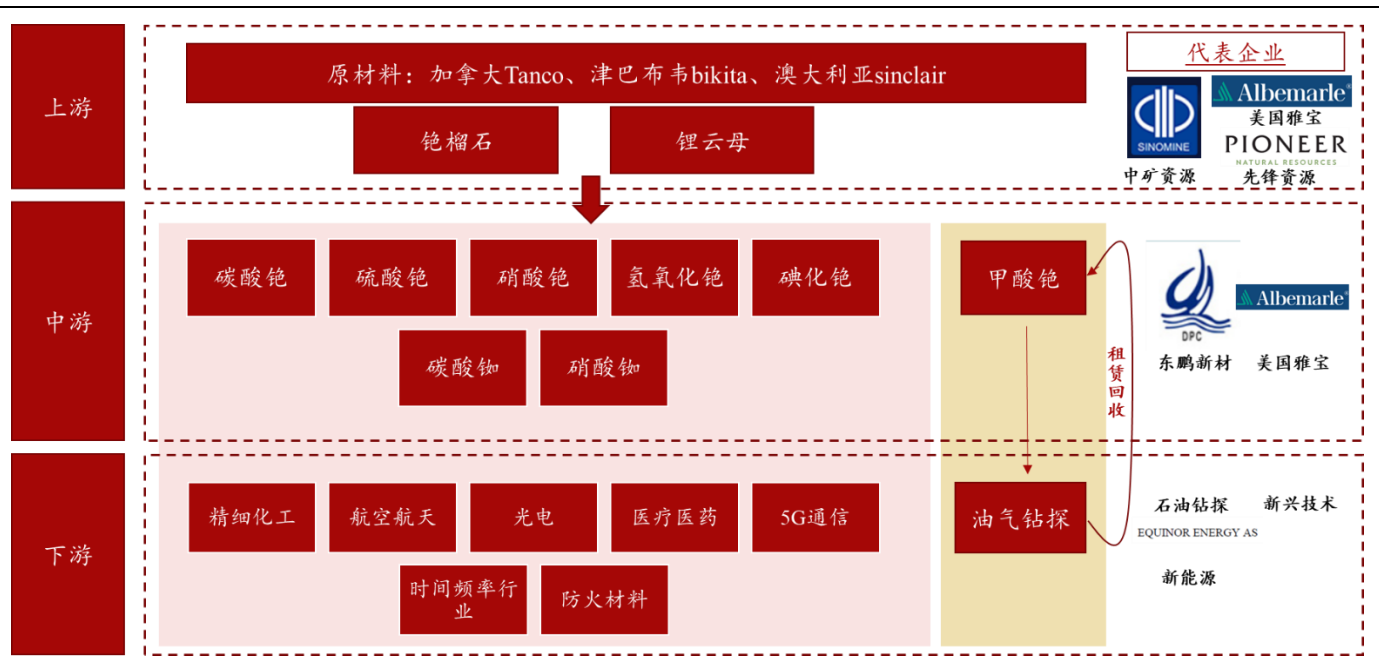 上游
原材料：加拿大Tanco、津巴布韦bikita、澳大利亚sinclair
铯榴石
锂云母
代表企业
SINOMINE
中矿资源
Albemarle®
美国雅宝
PIONEER
NATURAL RESOURCES
先锋资源
中游
碳酸铯
硫酸铯
硝酸铯
氢氧化铯
碘化铯
碳酸铷
硝酸铷
甲酸铯
租赁回收
DPC
东鹏新材
Albemarle®
美国雅宝
下游
精细化工
航空航天
光电
医疗医药
5G通信
时间频率行
业
防火材料
油气钻探
石油钻探
新兴技术
EQUINOR ENERGY AS
新能源